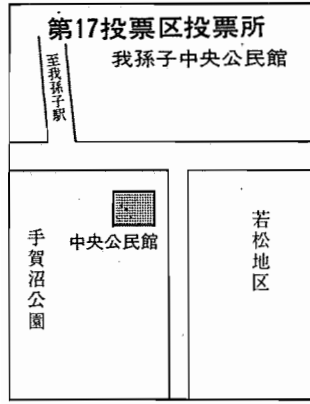 第17投票区投票所
我孫子中央公民館
至我孫子駅
中央公民館
手賀沼公園
若松地区